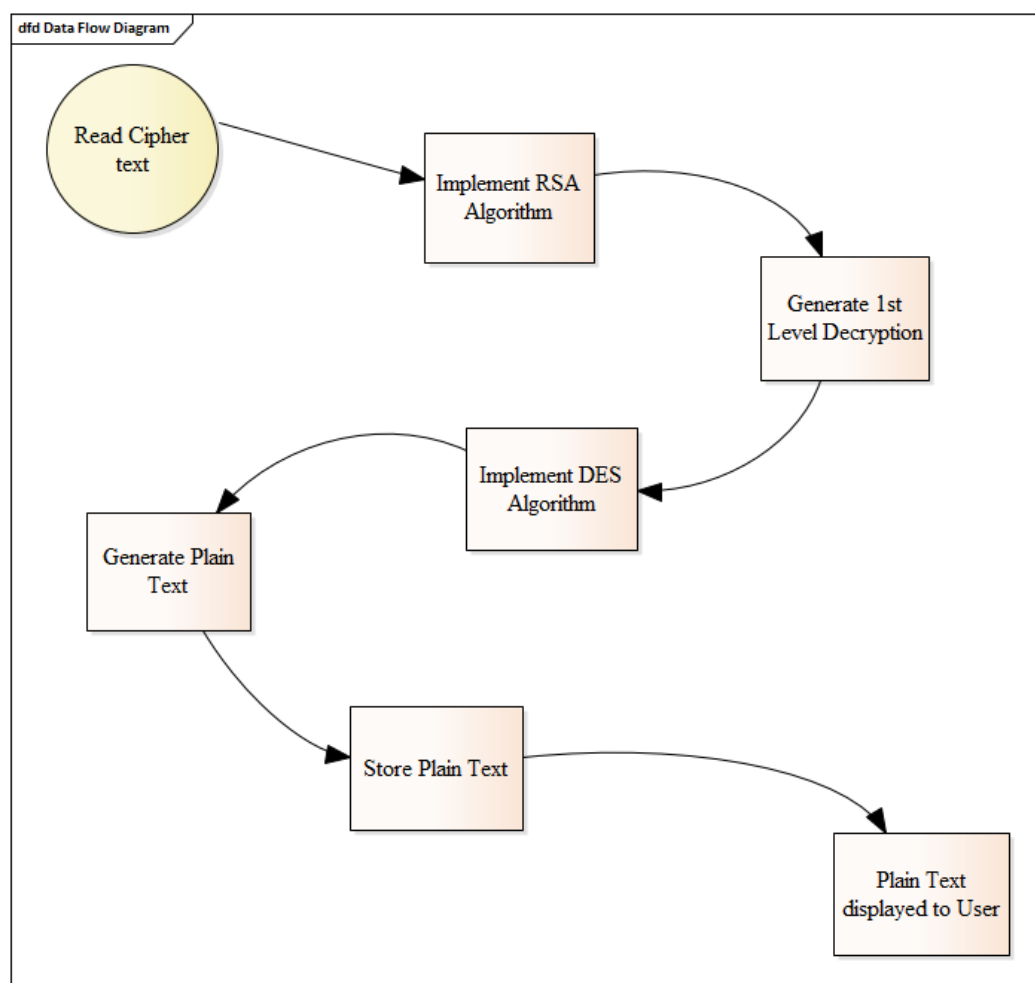 dfd Data Flow Diagram
Read Cipher
text
Implement RSA
Algorithm
Generate 1st
Level Decryption
Implement DES
Algorithm
Generate Plain
Text
Store Plain Text
Plain Text
displayed to User